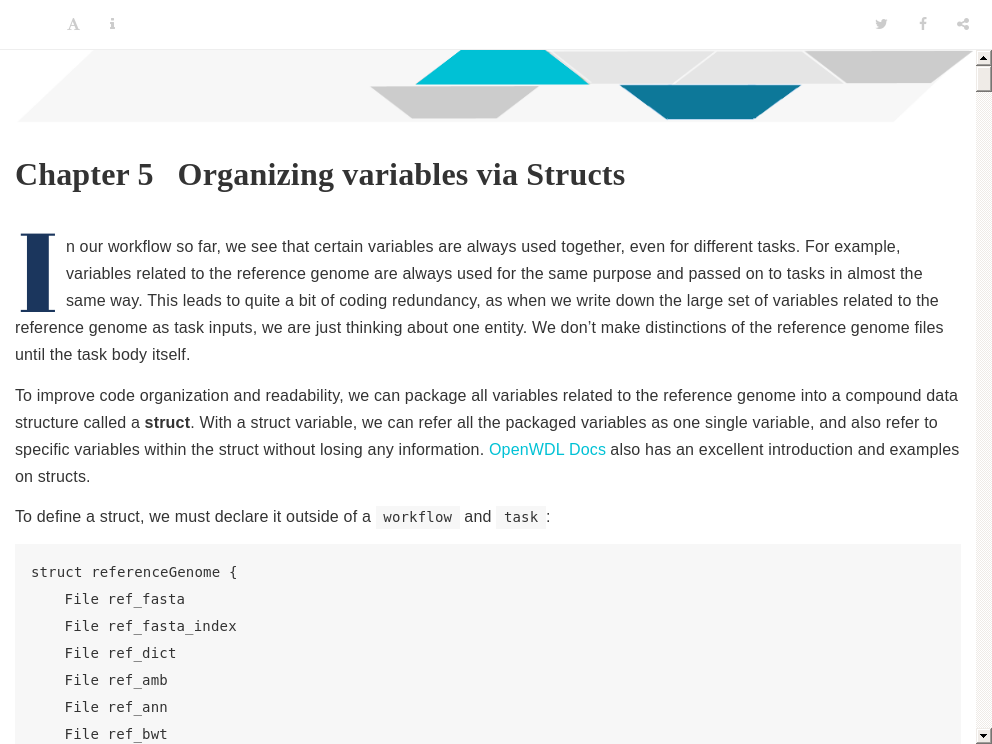 Chapter 5 Organizing variables via Structs
In our workflow so far, we see that certain variables are always used together, even for different tasks. For example,
variables related to the reference genome are always used for the same purpose and passed on to tasks in almost the
same way. This leads to quite a bit of coding redundancy, as when we write down the large set of variables related to the
reference genome as task inputs, we are just thinking about one entity. We don’t make distinctions of the reference genome files
until the task body itself.
To improve code organization and readability, we can package all variables related to the reference genome into a compound data
structure called a struct. With a struct variable, we can refer all the packaged variables as one single variable, and also refer to
specific variables within the struct without losing any information. OpenWDL Docs also has an excellent introduction and examples
on structs.
To define a struct, we must declare it outside of a workflow and task :
struct referenceGenome {
    File ref_fasta
    File ref_fasta_index
    File ref_dict
    File ref_amb
    File ref_ann
    File ref_bwt